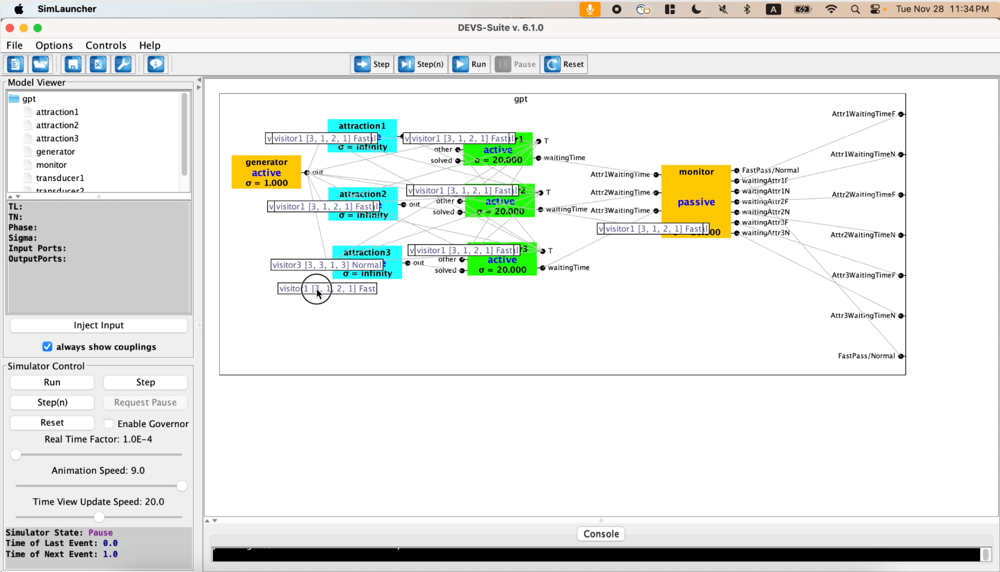 SimLauncher
A
Tue Nov 28 11:34 PM
DEVS-Suite v. 6.1.0
File Options Controls Help
Step Step(n) Run Pause Reset
Model Viewer
gpt
attraction1
attraction2
attraction3
generator
monitor
transducer1
transducer2
TL:
TN:
Phase:
Sigma:
Input Ports:
OutputPorts:
Inject Input
always show couplings
Simulator Control
Run Step
Step(n) Request Pause
Reset Enable Governor
Real Time Factor: 1.0E-4
Animation Speed: 9.0
Time View Update Speed: 20.0
Simulator State: Pause
Time of Last Event: 0.0
Time of Next Event: 1.0
gpt
generator
active
σ = 1.000
out
attraction1
visitor1 [3, 1, 2, 1] Fast
σ = infinity
visitor1 [3, 1, 2, 1] Fast
r1
other
active
solved
σ = 20.000
T
waitingTime
attraction2
visitor1 [3, 1, 2, 1] Fast
σ = infinity
out
visitor1 [3, 1, 2, 1] Fast
2
other
active
solved
σ = 20.000
T
waitingTime
attraction3
visitor3 [3, 3, 1, 3] Normal
σ = infinity
out
visitor1 [3, 1, 2, 1] Fast
visitor1 [3, 1, 2, 1] Fast
r3
other
active
solved
σ = 20.000
T
waitingTime
Attr1WaitingTime
Attr2WaitingTime
Attr3WaitingTime
monitor
passive
visitor1 [3, 1, 2, 1] Fast
FastPass/Normal
waitingAttr1F
waitingAttr1N
waitingAttr2F
waitingAttr2N
waitingAttr3F
waitingAttr3N
Attr1WaitingTimeF
Attr1WaitingTimeN
Attr2WaitingTimeF
Attr2WaitingTimeN
Attr3WaitingTimeF
Attr3WaitingTimeN
FastPass/Normal
Console